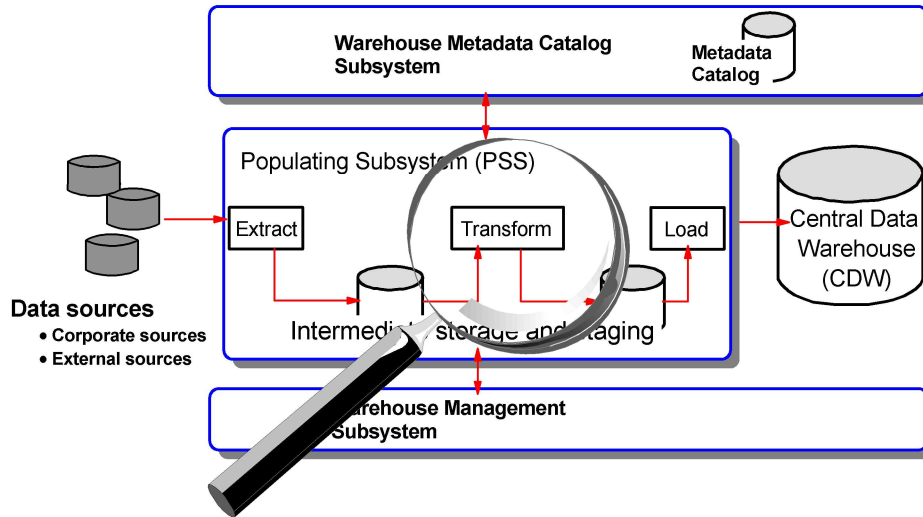 Warehouse Metadata Catalog
Subsystem
Metadata
Catalog
Populating Subsystem (PSS)
Extract
Transform
Load
Central Data
Warehouse
(CDW)
Data sources
• Corporate sources
• External sources
Intermediate storage and staging
Warehouse Management
Subsystem